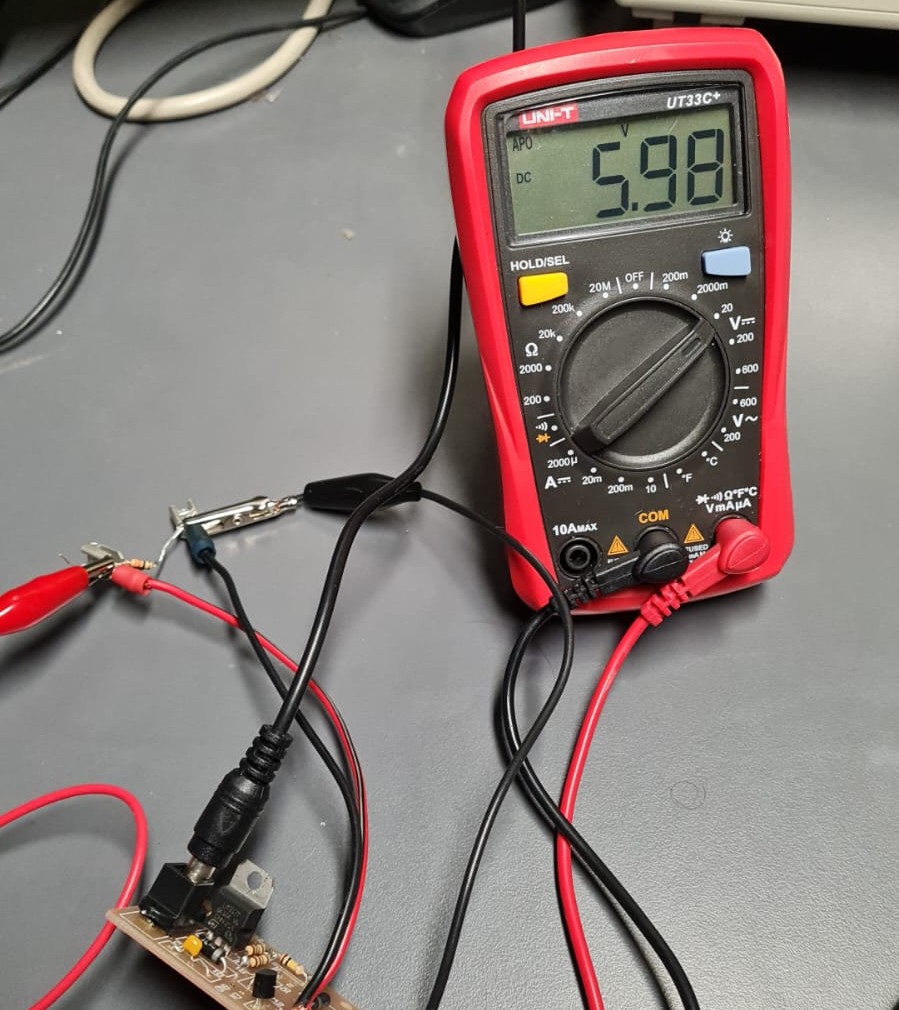 UNI-T UT33C+
APO V
DC 5.98
HOLD/SEL
20M OFF 200m
200k 2000m
20k 20
Ω V⎓
2000 200
200 600
600
V~
200
2000µ °C
A⎓ 20m 200m 10 °F
Ω°F°C
10AMAX COM VmAµA
FUSED